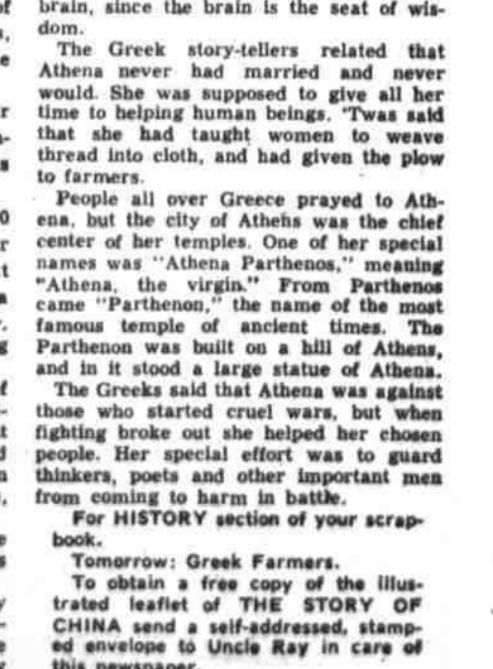 brain, since the brain is the seat of wis-
dom.
The Greek story-tellers related that
Athena never had married and never
would. She was supposed to give all her
time to helping human beings. 'Twas said
that she had taught women to weave
thread into cloth, and had given the plow
to farmers.
People all over Greece prayed to Ath-
ena, but the city of Athens was the chief
center of her temples. One of her special
names was "Athena Parthenos," meaning
"Athena, the virgin." From Parthenos
came "Parthenon," the name of the most
famous temple of ancient times. The
Parthenon was built on a hill of Athens,
and in it stood a large statue of Athena.
The Greeks said that Athena was against
those who started cruel wars, but when
fighting broke out she helped her chosen
people. Her special effort was to guard
thinkers, poets and other important men
from coming to harm in battle.
For HISTORY section of your scrap-
book.
Tomorrow: Greek Farmers.
To obtain a free copy of the illus-
trated leaflet of THE STORY OF
CHINA send a self-addressed, stamp-
ed envelope to Uncle Ray in care of
this newspaper.